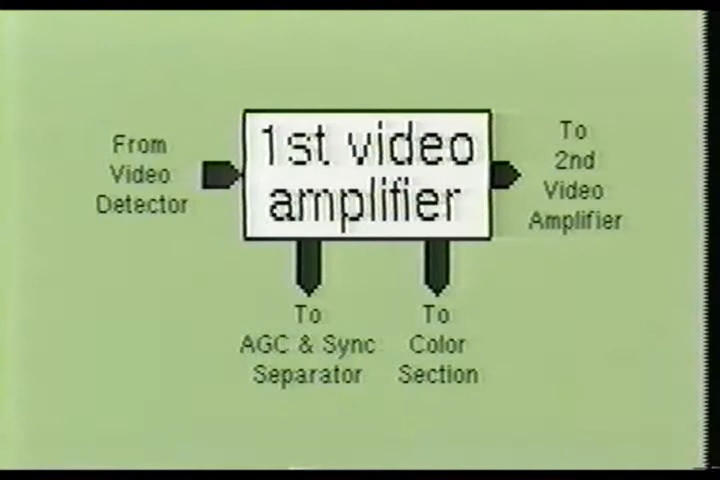 1st video
amplifier
From
Video
Detector
To
2nd
Video
Amplifier
To
AGC & Sync
Separator
To
Color
Section